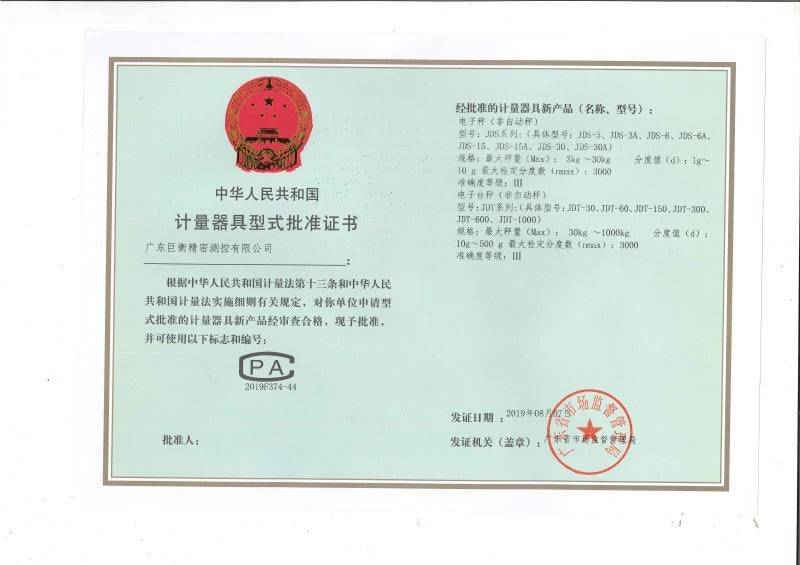 中华人民共和国
计量器具型式批准证书
广东巨衡精密测控有限公司
：
根据中华人民共和国计量法第十三条和中华人民
共和国计量法实施细则有关规定，对你单位申请型
式批准的计量器具新产品经审查合格，现予批准，
并可使用以下标志和编号：
CPA
2019F374-44
批准人：
经批准的计量器具新产品（名称、型号）：
电子秤（非自动秤）
型号：JDS系列：（具体型号：JDS-3、JDS-3A、JDS-6、JDS-6A、
JDS-15、JDS-15A、JDS-30、JDS-30A）
规格：最大秤量（Max）：3kg～30kg 分度值（d）：1g～
10 g 最大检定分度数（nmax）：3000
准确度等级：Ⅲ
电子台秤（非自动秤）
型号：JDT系列：（具体型号：JDT-30、JDT-60、JDT-150、JDT-300、
JDT-600、JDT-1000）
规格：最大秤量（Max）：30kg ～1000kg 分度值（d）：
10g～500 g 最大检定分度数（nmax）：3000
准确度等级：Ⅲ
发证日期：2019年08月07日
发证机关（盖章）：广东省市场监督管理局
广东省市场监督管理局